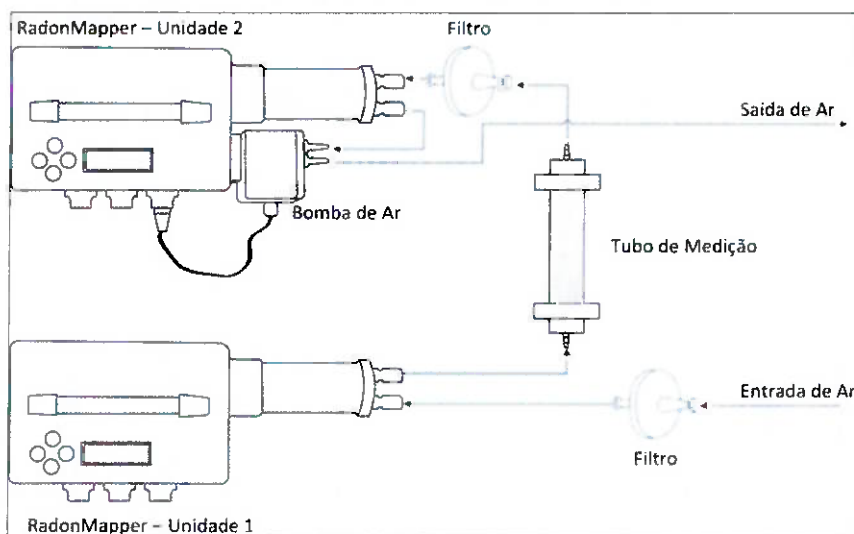 RadonMapper – Unidade 2
Filtro
Saída de Ar
Bomba de Ar
Tubo de Medição
Entrada de Ar
Filtro
RadonMapper – Unidade 1